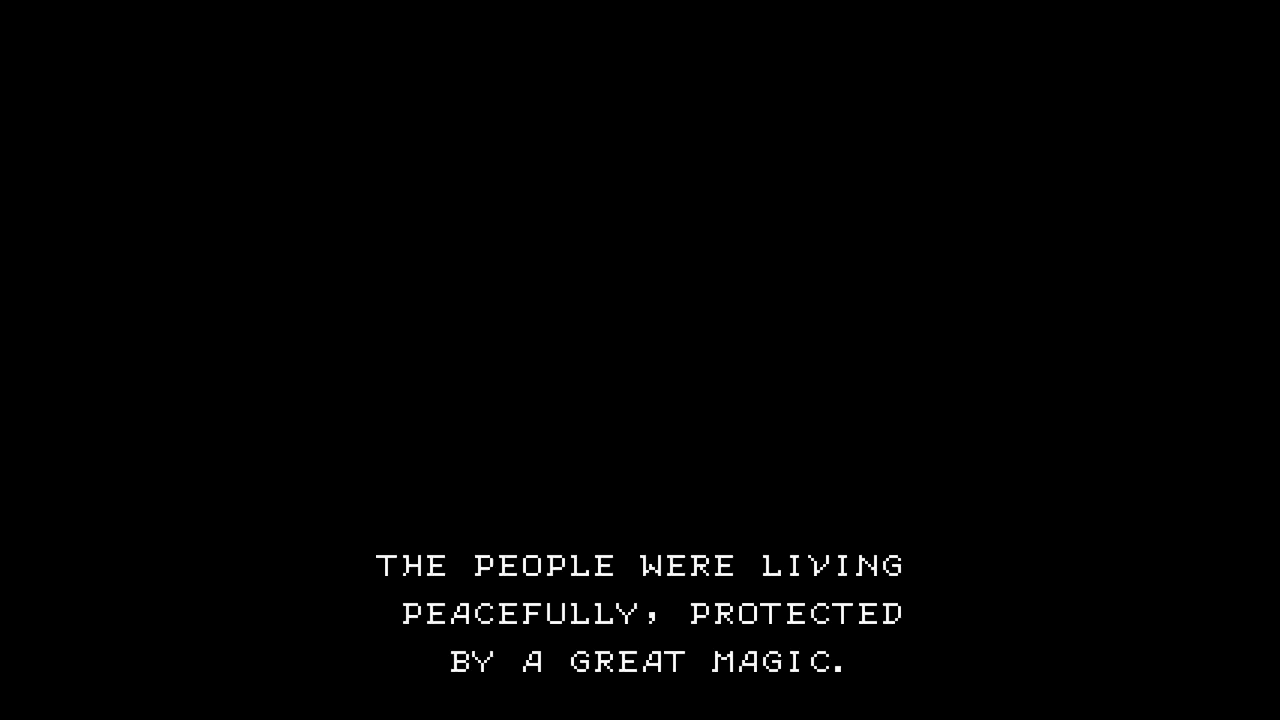 THE PEOPLE WERE LIVING
PEACEFULLY, PROTECTED
BY A GREAT MAGIC.